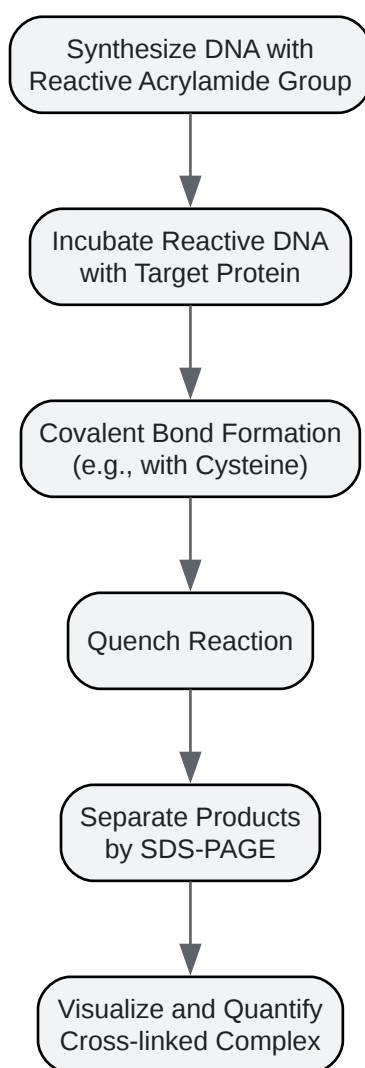 Synthesize DNA with
Reactive Acrylamide Group
Incubate Reactive DNA
with Target Protein
Covalent Bond Formation
(e.g., with Cysteine)
Quench Reaction
Separate Products
by SDS-PAGE
Visualize and Quantify
Cross-linked Complex